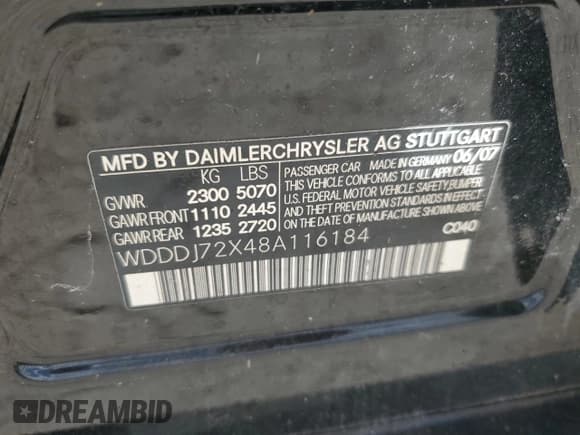 MFD BY DAIMLERCHRYSLER AG STUTTGART
KG LBS
GVWR 2300 5070
GAWR FRONT 1110 2445
GAWR REAR 1235 2720
PASSENGER CAR MADE IN GERMANY 06/07
THIS VEHICLE CONFORMS TO ALL APPLICABLE
U.S. FEDERAL MOTOR VEHICLE SAFETY, BUMPER
AND THEFT PREVENTION STANDARDS IN EFFECT
ON THE DATE OF MANUFACTURE SHOWN ABOVE.
C040
WDDDJ72X48A116184
DREAMBID